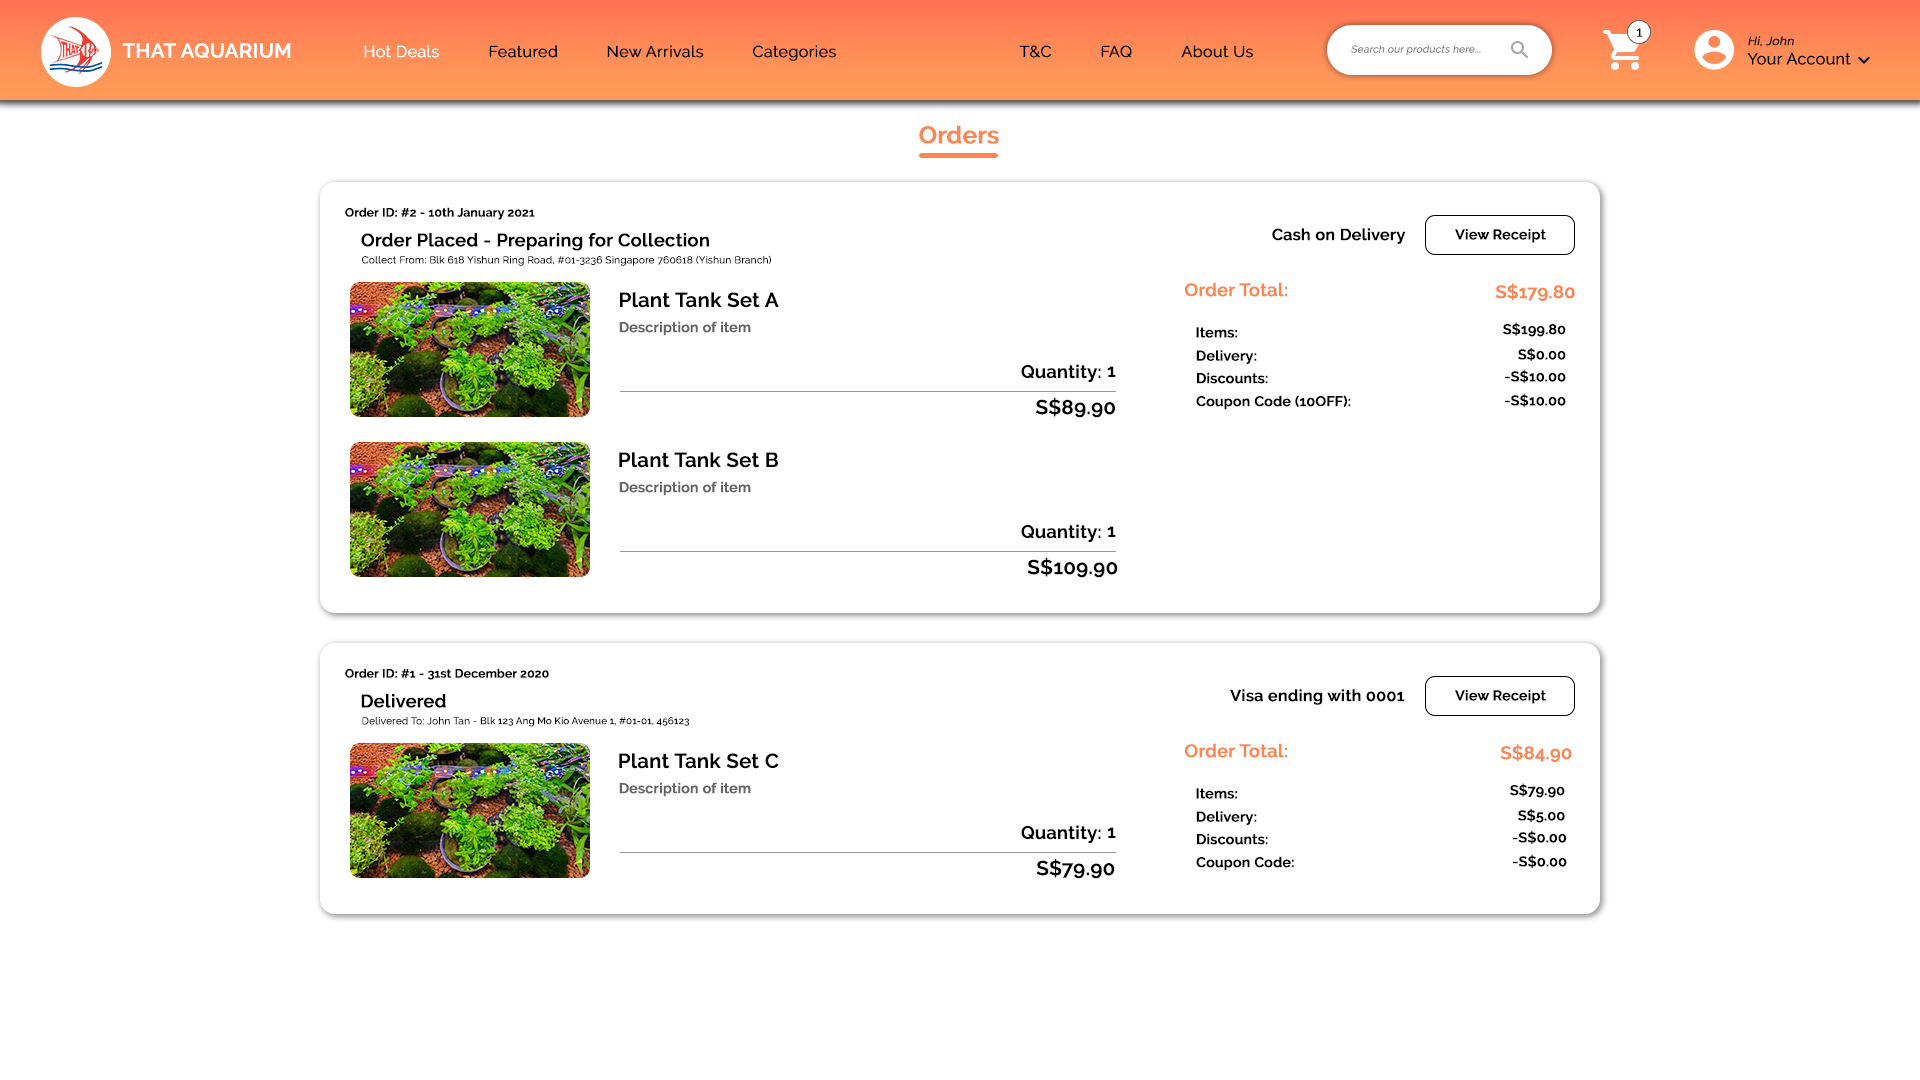 THAT AQUARIUM
Hot Deals
Featured
New Arrivals
Categories
T&C
FAQ
About Us
Search our products here...
1
Hi, John
Your Account
Orders
Order ID: #2 - 10th January 2021
Order Placed - Preparing for Collection
Collect From: Blk 618 Yishun Ring Road, #01-3236 Singapore 760618 (Yishun Branch)
Cash on Delivery
View Receipt
Plant Tank Set A
Description of item
Quantity: 1
S$89.90
Plant Tank Set B
Description of item
Quantity: 1
S$109.90
Order Total: S$179.80
Items: S$199.80
Delivery: S$0.00
Discounts: -S$10.00
Coupon Code (10OFF): -S$10.00
Order ID: #1 - 31st December 2020
Delivered
Delivered To: John Tan - Blk 123 Ang Mo Kio Avenue 1, #01-01, 456123
Visa ending with 0001
View Receipt
Plant Tank Set C
Description of item
Quantity: 1
S$79.90
Order Total: S$84.90
Items: S$79.90
Delivery: S$5.00
Discounts: -S$0.00
Coupon Code: -S$0.00